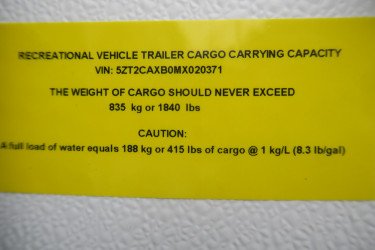 RECREATIONAL VEHICLE TRAILER CARGO CARRYING CAPACITY
VIN: 5ZT2CAXB0MX020371
THE WEIGHT OF CARGO SHOULD NEVER EXCEED
835 kg or 1840 lbs
CAUTION:
A full load of water equals 188 kg or 415 lbs of cargo @ 1 kg/L (8.3 lb/gal)